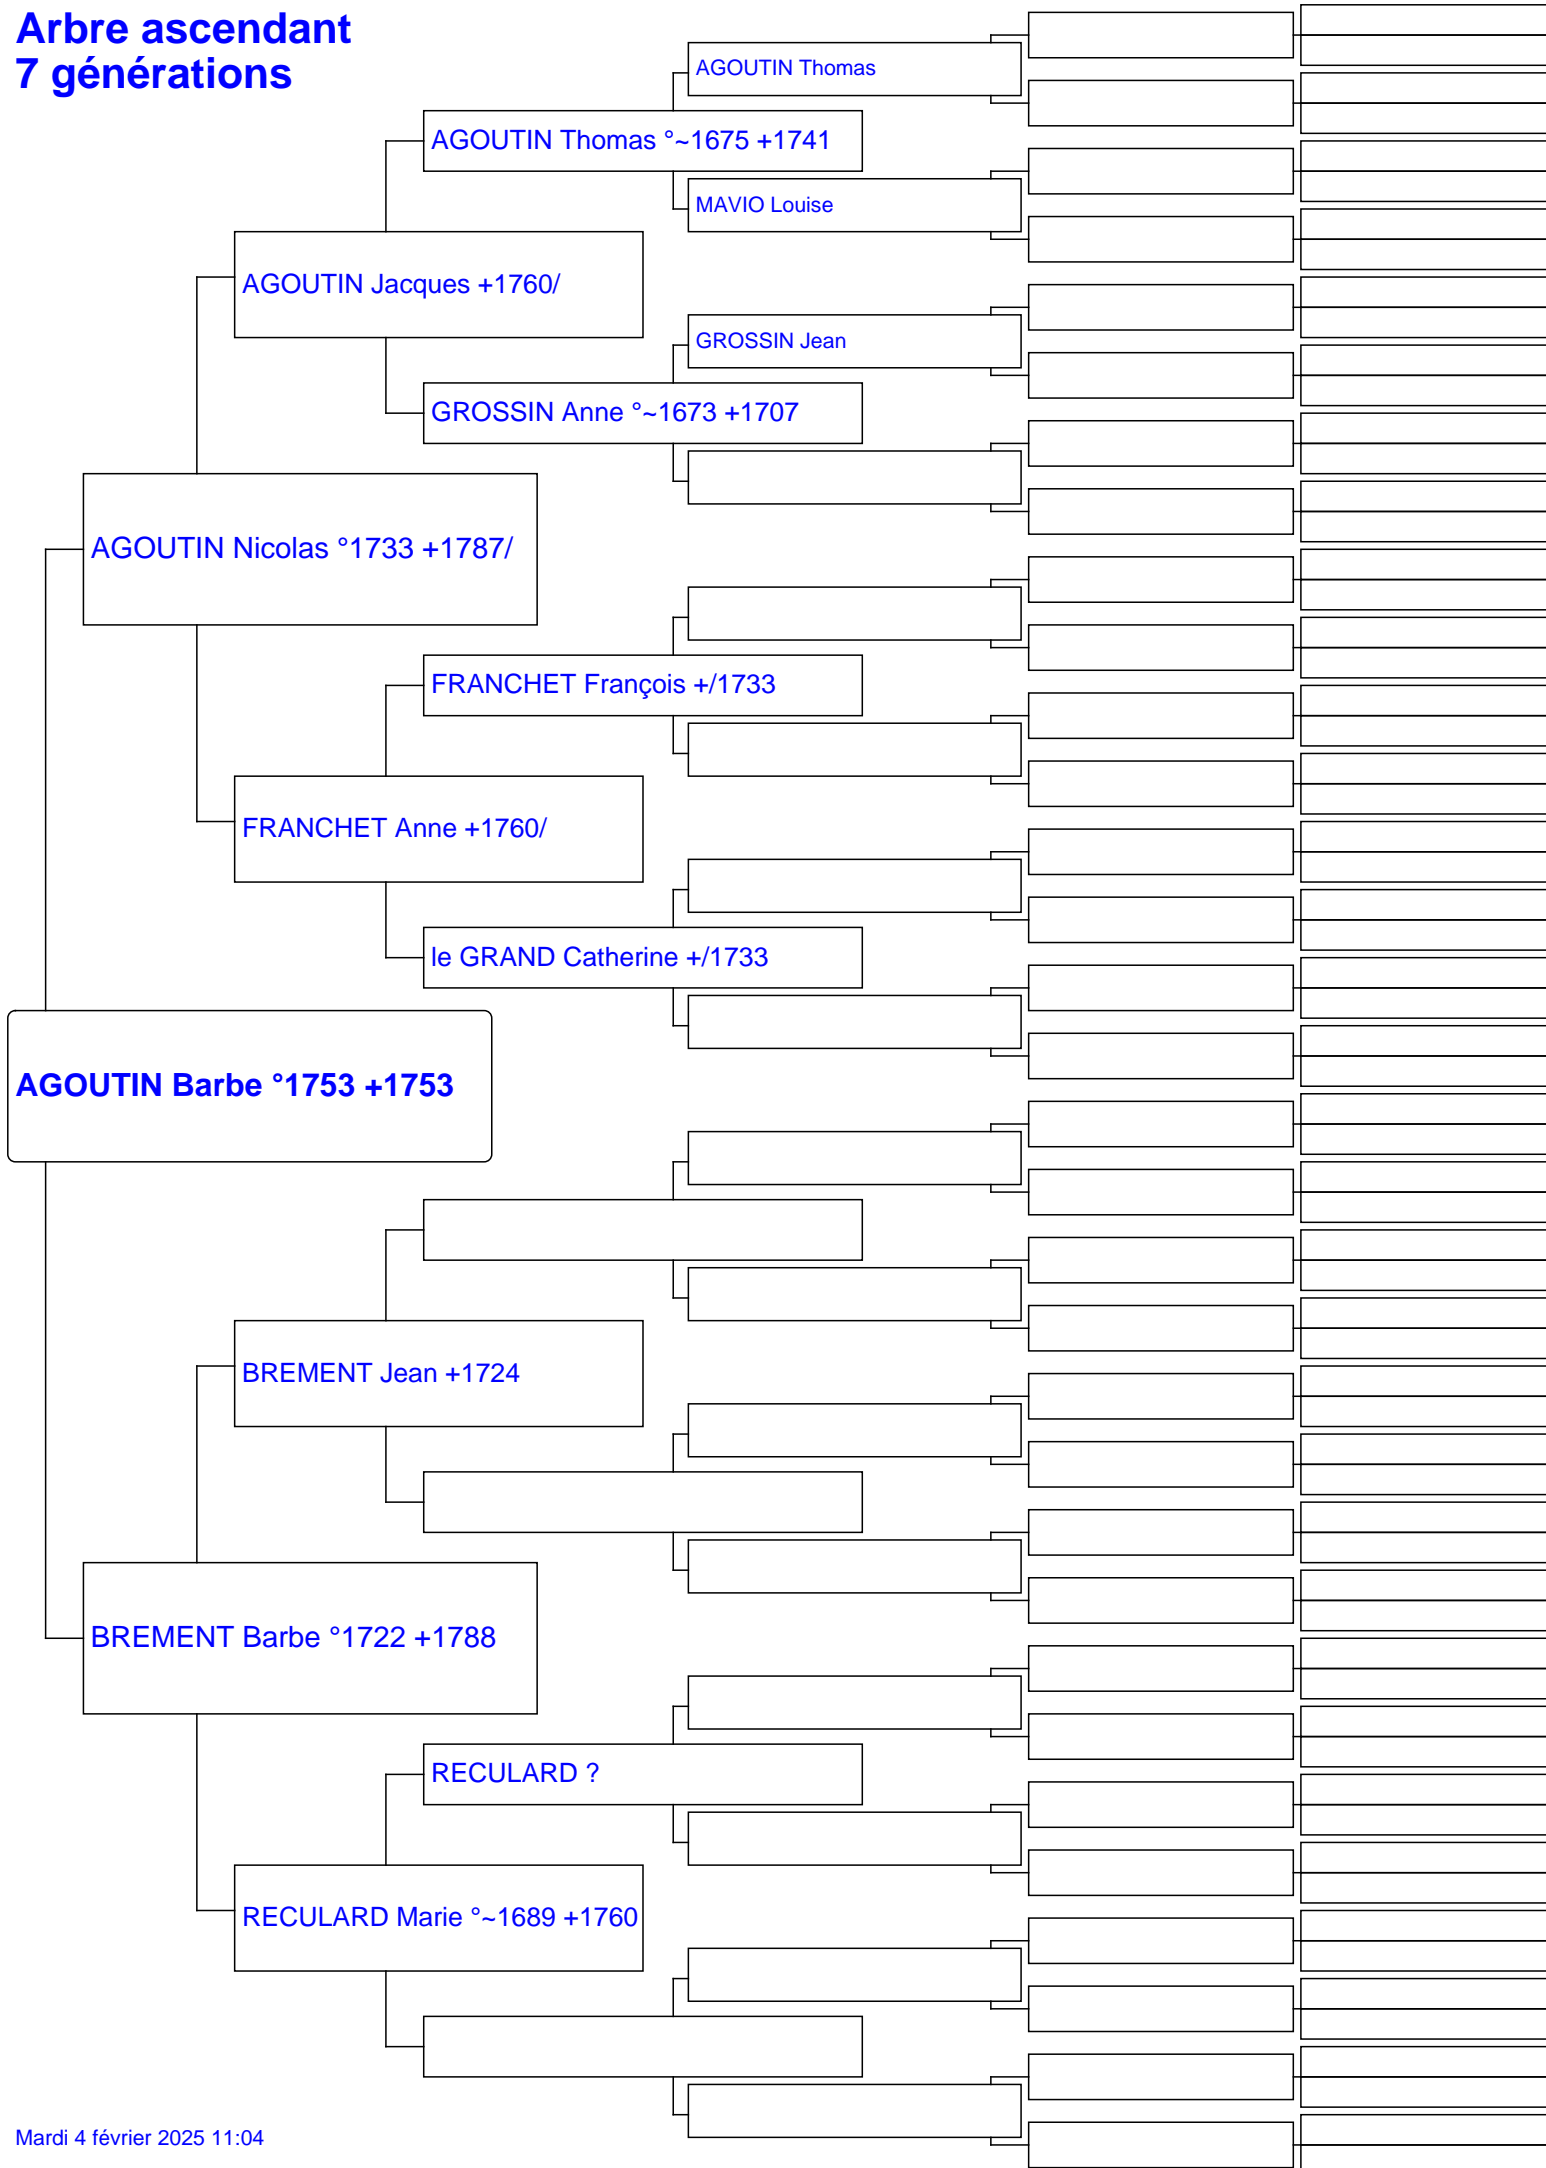 Arbre ascendant
7 générations
AGOUTIN Thomas
AGOUTIN Thomas °~1675 +1741
MAVIO Louise
AGOUTIN Jacques +1760/
GROSSIN Jean
GROSSIN Anne °~1673 +1707
AGOUTIN Nicolas °1733 +1787/
FRANCHET François +/1733
FRANCHET Anne +1760/
le GRAND Catherine +/1733
AGOUTIN Barbe °1753 +1753
BREMENT Jean +1724
BREMENT Barbe °1722 +1788
RECULARD ?
RECULARD Marie °~1689 +1760
Mardi 4 février 2025 11:04